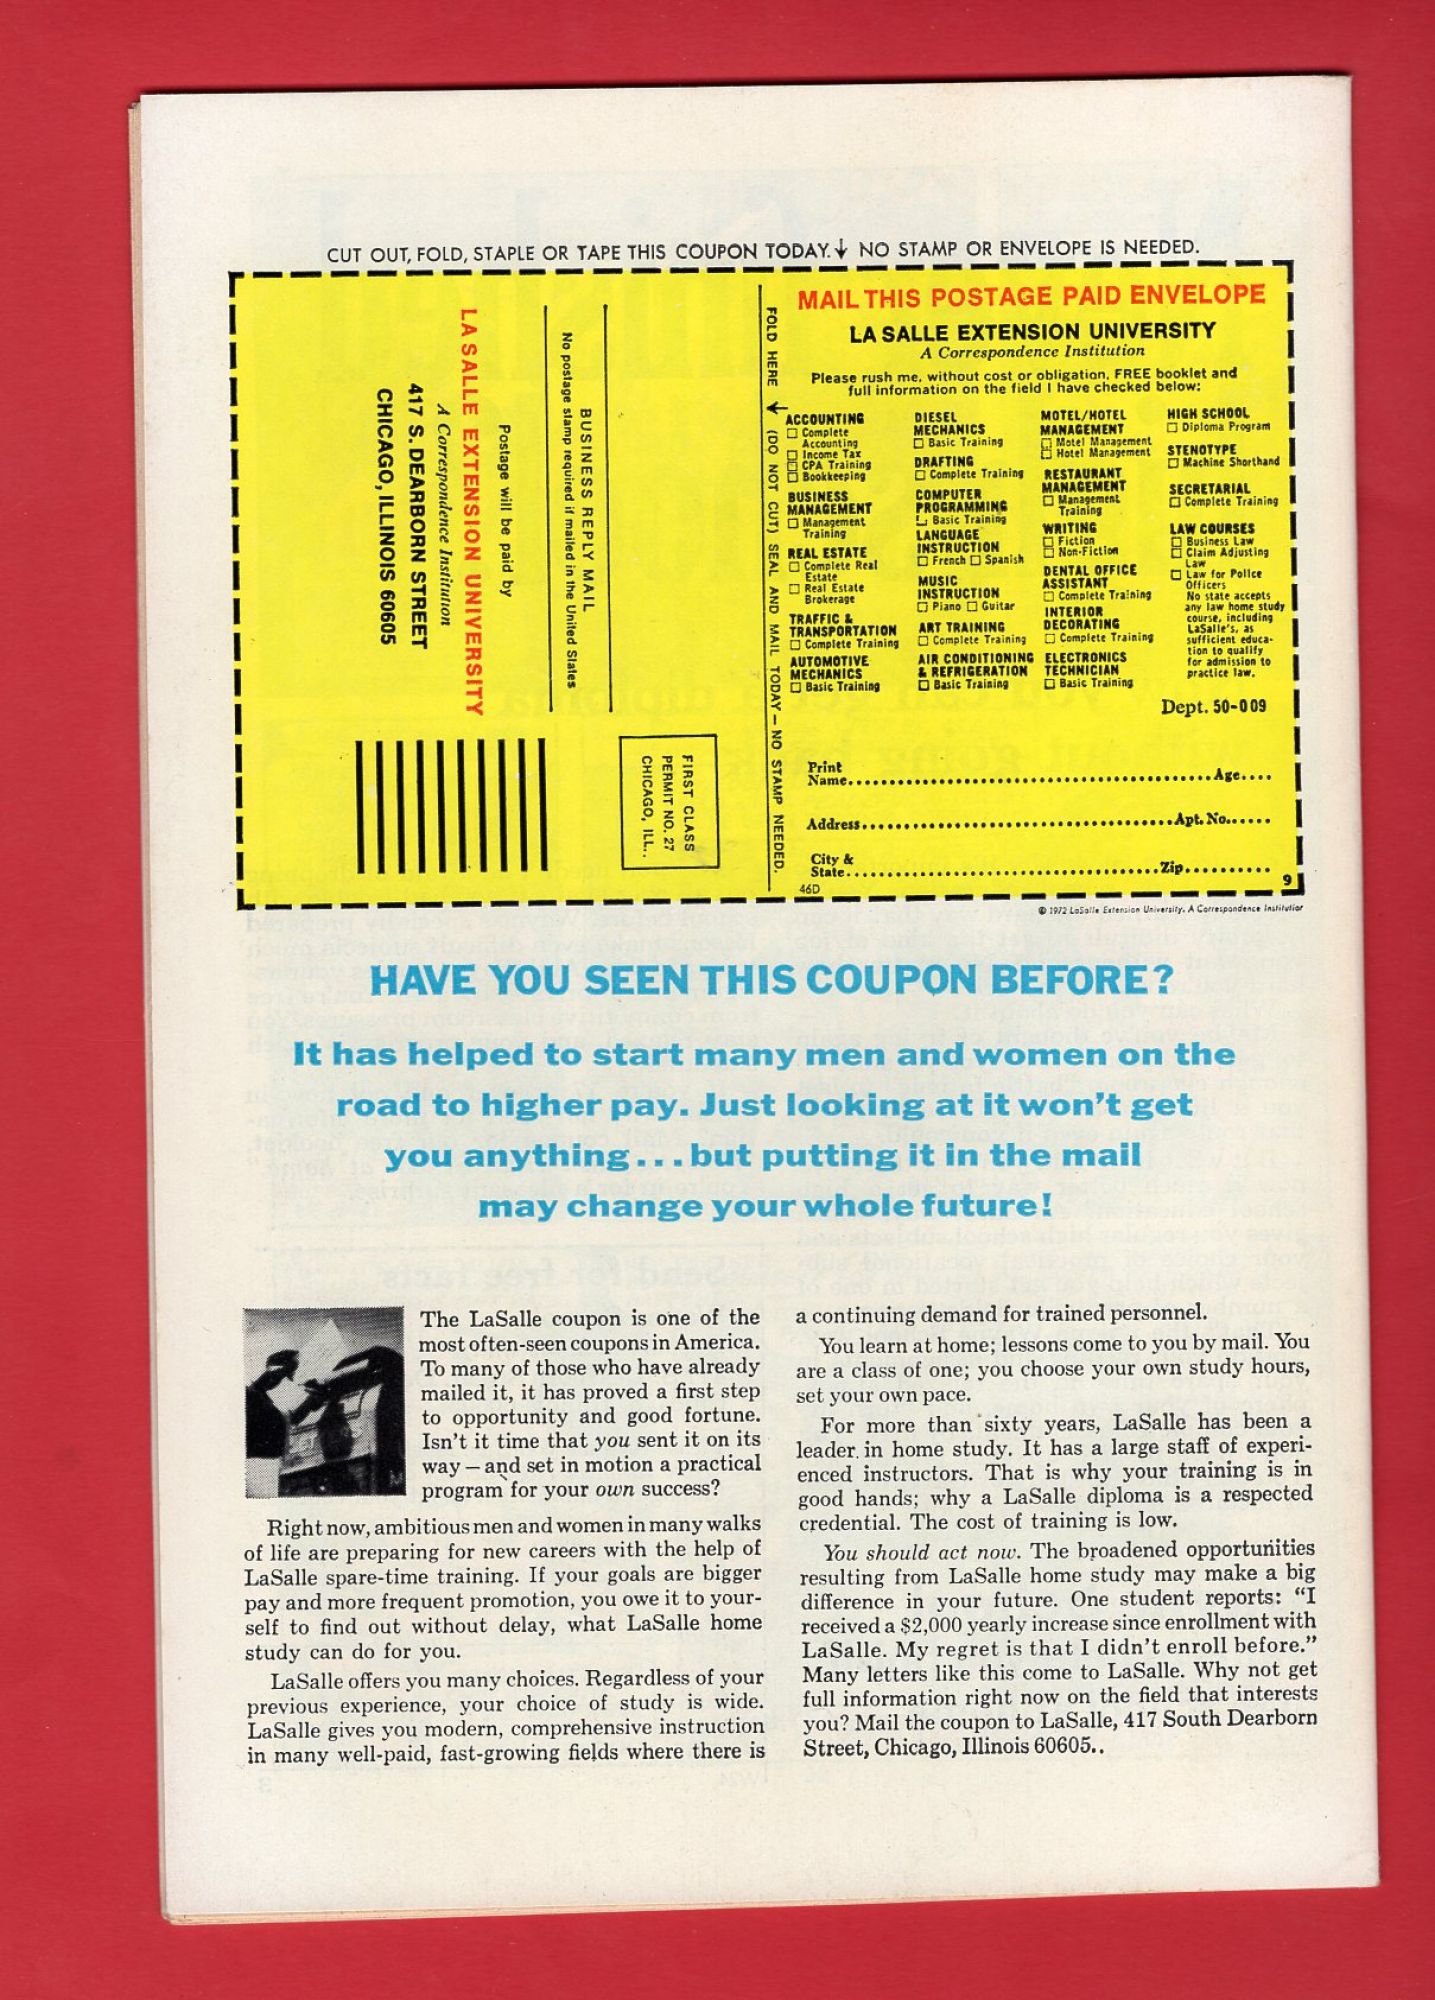 CUT OUT, FOLD, STAPLE OR TAPE THIS COUPON TODAY. ↓ NO STAMP OR ENVELOPE IS NEEDED.
FIRST CLASS
PERMIT NO. 27
CHICAGO, ILL..
BUSINESS REPLY MAIL
No postage stamp required if mailed in the United States
Postage will be paid by
LA SALLE EXTENSION UNIVERSITY
A Correspondence Institution
417 S. DEARBORN STREET
CHICAGO, ILLINOIS 60605
FOLD HERE ↓ (DO NOT CUT) SEAL AND MAIL TODAY – NO STAMP NEEDED.
MAIL THIS POSTAGE PAID ENVELOPE
LA SALLE EXTENSION UNIVERSITY
A Correspondence Institution
Please rush me, without cost or obligation, FREE booklet and
full information on the field I have checked below:
ACCOUNTING
☐ Complete
Accounting
☐ Income Tax
☐ CPA Training
☐ Bookkeeping
BUSINESS
MANAGEMENT
☐ Management
Training
REAL ESTATE
☐ Complete Real
Estate
☐ Real Estate
Brokerage
TRAFFIC &
TRANSPORTATION
☐ Complete Training
AUTOMOTIVE
MECHANICS
☐ Basic Training
DIESEL
MECHANICS
☐ Basic Training
DRAFTING
☐ Complete Training
COMPUTER
PROGRAMMING
☐ Basic Training
LANGUAGE
INSTRUCTION
☐ French ☐ Spanish
MUSIC
INSTRUCTION
☐ Piano ☐ Guitar
ART TRAINING
☐ Complete Training
AIR CONDITIONING
& REFRIGERATION
☐ Basic Training
MOTEL/HOTEL
MANAGEMENT
☐ Motel Management
☐ Hotel Management
RESTAURANT
MANAGEMENT
☐ Management
Training
WRITING
☐ Fiction
☐ Non-Fiction
DENTAL OFFICE
ASSISTANT
☐ Complete Training
INTERIOR
DECORATING
☐ Complete Training
ELECTRONICS
TECHNICIAN
☐ Basic Training
HIGH SCHOOL
☐ Diploma Program
STENOTYPE
☐ Machine Shorthand
SECRETARIAL
☐ Complete Training
LAW COURSES
☐ Business Law
☐ Claim Adjusting
Law
☐ Law for Police
Officers
No state accepts
any law home study
course, including
LaSalle's, as
sufficient educa-
tion to qualify
for admission to
practice law.
Dept. 50-009
Print
Name.....Age....
Address.....Apt. No......
City &
State.....Zip..........
46D
9
© 1972 LaSalle Extension University, A Correspondence Institution
HAVE YOU SEEN THIS COUPON BEFORE?
It has helped to start many men and women on the
road to higher pay. Just looking at it won't get
you anything...but putting it in the mail
may change your whole future!
The LaSalle coupon is one of the
most often-seen coupons in America.
To many of those who have already
mailed it, it has proved a first step
to opportunity and good fortune.
Isn't it time that you sent it on its
way — and set in motion a practical
program for your own success?
Right now, ambitious men and women in many walks
of life are preparing for new careers with the help of
LaSalle spare-time training. If your goals are bigger
pay and more frequent promotion, you owe it to your-
self to find out without delay, what LaSalle home
study can do for you.
LaSalle offers you many choices. Regardless of your
previous experience, your choice of study is wide.
LaSalle gives you modern, comprehensive instruction
in many well-paid, fast-growing fields where there is
a continuing demand for trained personnel.
You learn at home; lessons come to you by mail. You
are a class of one; you choose your own study hours,
set your own pace.
For more than sixty years, LaSalle has been a
leader in home study. It has a large staff of experi-
enced instructors. That is why your training is in
good hands; why a LaSalle diploma is a respected
credential. The cost of training is low.
You should act now. The broadened opportunities
resulting from LaSalle home study may make a big
difference in your future. One student reports: "I
received a $2,000 yearly increase since enrollment with
LaSalle. My regret is that I didn't enroll before."
Many letters like this come to LaSalle. Why not get
full information right now on the field that interests
you? Mail the coupon to LaSalle, 417 South Dearborn
Street, Chicago, Illinois 60605..